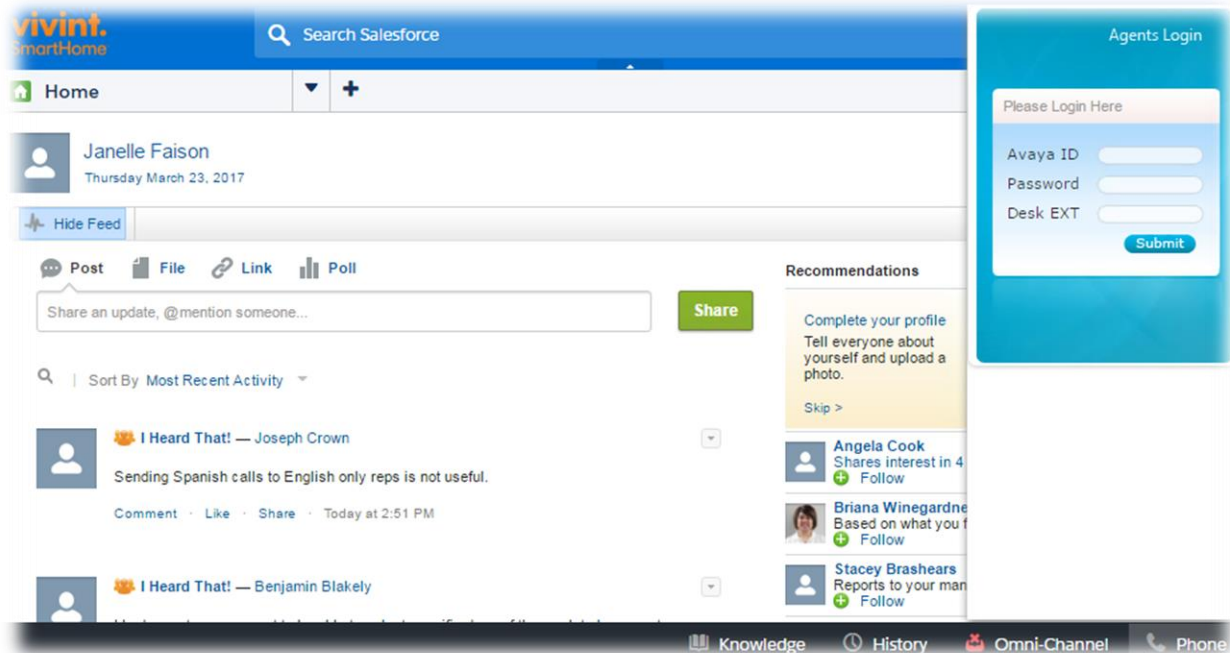 vivint.
SmartHome
Search Salesforce
Home
Janelle Faison
Thursday March 23, 2017
Hide Feed
Post File Link Poll
Share an update, @mention someone...
Share
Sort By Most Recent Activity
I Heard That! — Joseph Crown
Sending Spanish calls to English only reps is not useful.
Comment · Like · Share · Today at 2:51 PM
I Heard That! — Benjamin Blakely
Recommendations
Complete your profile
Tell everyone about
yourself and upload a
photo.
Skip >
Angela Cook
Shares interest in 4
Follow
Briana Winegardne
Based on what you f
Follow
Stacey Brashears
Reports to your man
Follow
Agents Login
Please Login Here
Avaya ID
Password
Desk EXT
Submit
Knowledge History Omni-Channel Phone